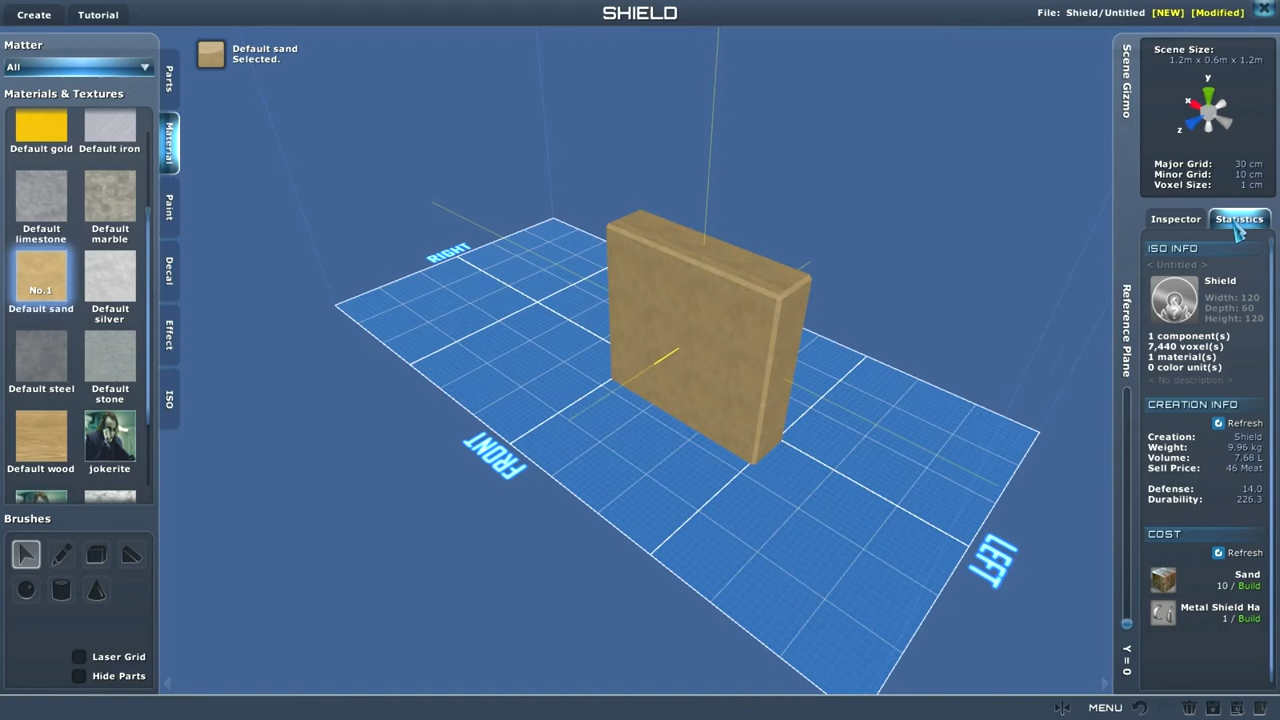 Create
Tutorial
SHIELD
File: Shield/Untitled [NEW] [Modified]
Matter
All
Materials & Textures
Default gold
Default iron
Default limestone
Default marble
No.1
Default sand
Default silver
Default steel
Default stone
Default wood
jokerite
Brushes
Laser Grid
Hide Parts
Parts
Material
Paint
Decal
Effect
ISO
Default sand
Selected.
RIGHT
FRONT
LEFT
Scene Gizmo
Scene Size:
1.2m x 0.6m x 1.2m
y
x
z
Major Grid: 30 cm
Minor Grid: 10 cm
Voxel Size: 1 cm
Inspector
Statistics
Reference Plane
Y = 0
ISO INFO
< Untitled >
Shield
Width: 120
Depth: 60
Height: 120
1 component(s)
7,440 voxel(s)
1 material(s)
0 color unit(s)
< No description >
CREATION INFO
Refresh
Creation: Shield
Weight: 9.96 kg
Volume: 7.68 L
Sell Price: 46 Meat
Defense: 14.0
Durability: 226.3
COST
Refresh
Sand
10 / Build
Metal Shield Ha
1 / Build
MENU